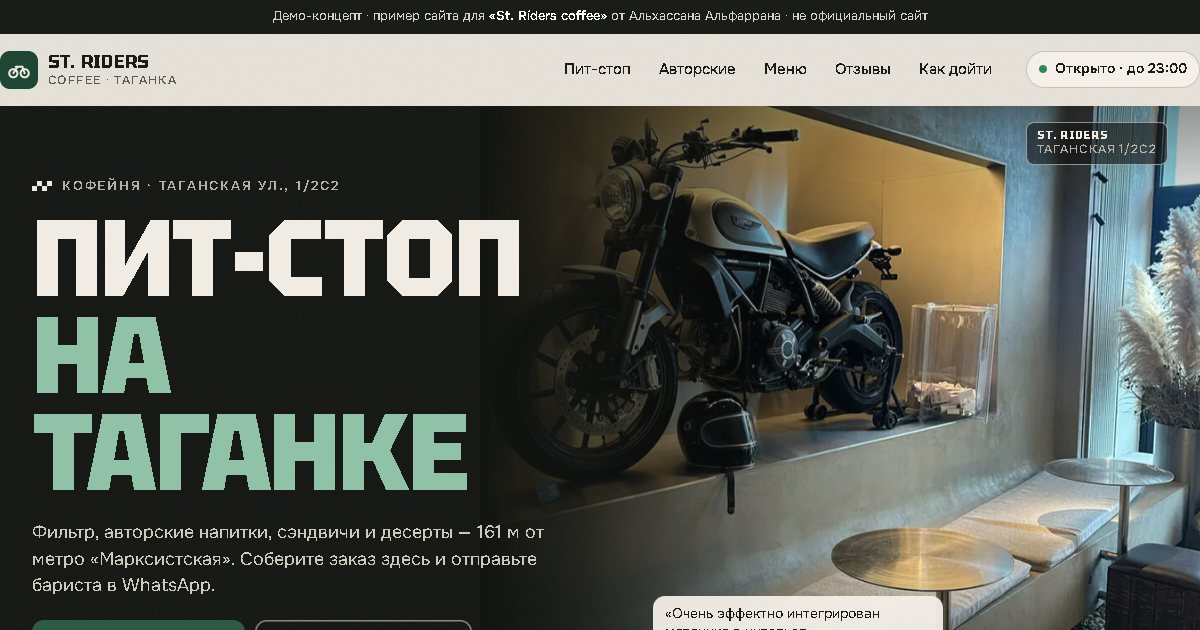 Демо-концепт · пример сайта для «St. Riders coffee» от Альхассана Альфаррана · не официальный сайт
ST. RIDERS
COFFEE · ТАГАНКА
Пит-стоп
Авторские
Меню
Отзывы
Как дойти
Открыто · до 23:00
ST. RIDERS
ТАГАНСКАЯ 1/2С2
КОФЕЙНЯ · ТАГАНСКАЯ УЛ., 1/2С2
ПИТ-СТОП
НА
ТАГАНКЕ
Фильтр, авторские напитки, сэндвичи и десерты — 161 м от
метро «Марксистская». Соберите заказ здесь и отправьте
бариста в WhatsApp.
«Очень эффектно интегрирован